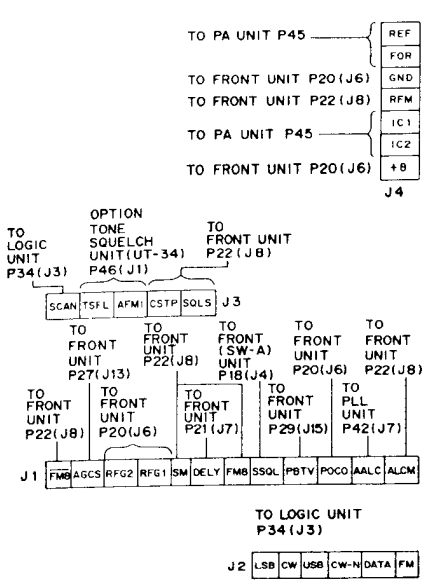 TO PA UNIT P45
REF
FOR
TO FRONT UNIT P20(J6)
GND
TO FRONT UNIT P22(J8)
RFM
TO PA UNIT P45
IC1
IC2
TO FRONT UNIT P20(J6)
+8
J4
TO
LOGIC
UNIT
P34(J3)
OPTION
TONE
SQUELCH
UNIT(UT-34)
P46(J1)
TO
FRONT UNIT
P22(J8)
SCAN TSFL AFMI CSTP SQLS J3
TO
FRONT
UNIT
P22(J8)
TO
FRONT
UNIT
P27(J13)
TO
FRONT
UNIT
P20(J6)
TO
FRONT
UNIT
P22(J8)
TO
FRONT
UNIT
P21(J7)
TO
FRONT
(SW-A)
UNIT
P18(J4)
TO
FRONT
UNIT
P29(J15)
TO
FRONT
UNIT
P20(J6)
TO
PLL
UNIT
P42(J7)
TO
FRONT
UNIT
P22(J8)
J1 FM8 AGCS RFG2 RFG1 SM DELY FM8 SSQL PBTV POCO AALC ALCM
TO LOGIC UNIT
P34(J3)
J2 LSB CW USB CW-N DATA FM